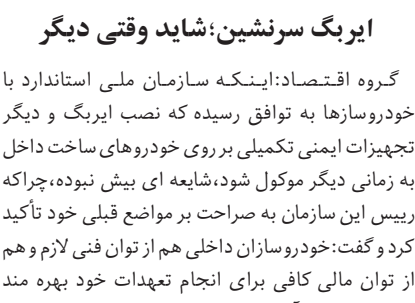 ایربگ سرنشین؛شاید وقتی دیگر
گروه اقتصاد:اینکه سازمان ملی استاندارد با
خودروسازها به توافق رسیده که نصب ایربگ و دیگر
تجهیزات ایمنی تکمیلی بر روی خودروهای ساخت داخل
به زمانی دیگر موکول شود،شایعه ای بیش نبوده،چراکه
رییس این سازمان به صراحت بر مواضع قبلی خود تأکید
کرد و گفت:خودروسازان داخلی هم از توان فنی لازم و هم
از توان مالی کافی برای انجام تعهدات خود بهره مند